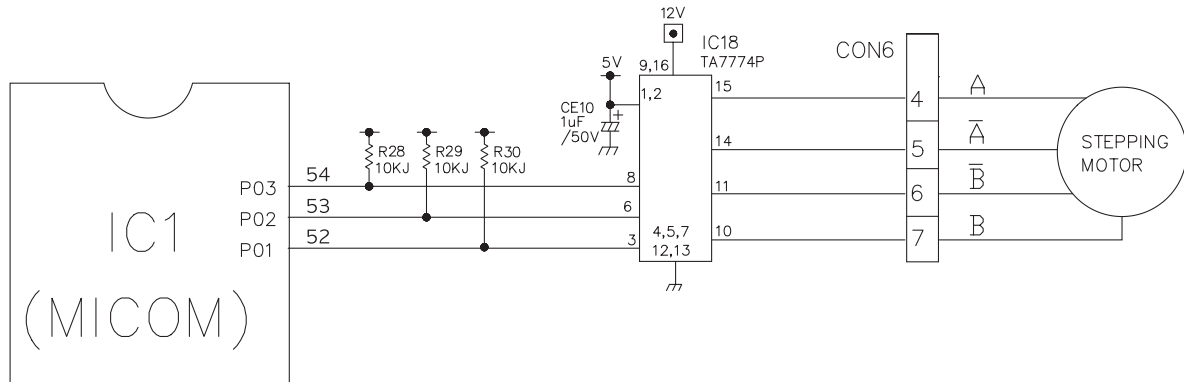 12V
IC18
TA7774P
CON6
5V
9,16
1,2
CE10
1uF
/50V
+
15
4
A
R28
10KJ
R29
10KJ
R30
10KJ
14
5
A̅
STEPPING
MOTOR
P03
54
8
11
6
B̅
P02
53
6
IC1
P01
52
3
4,5,7
12,13
10
7
B
(MICOM)